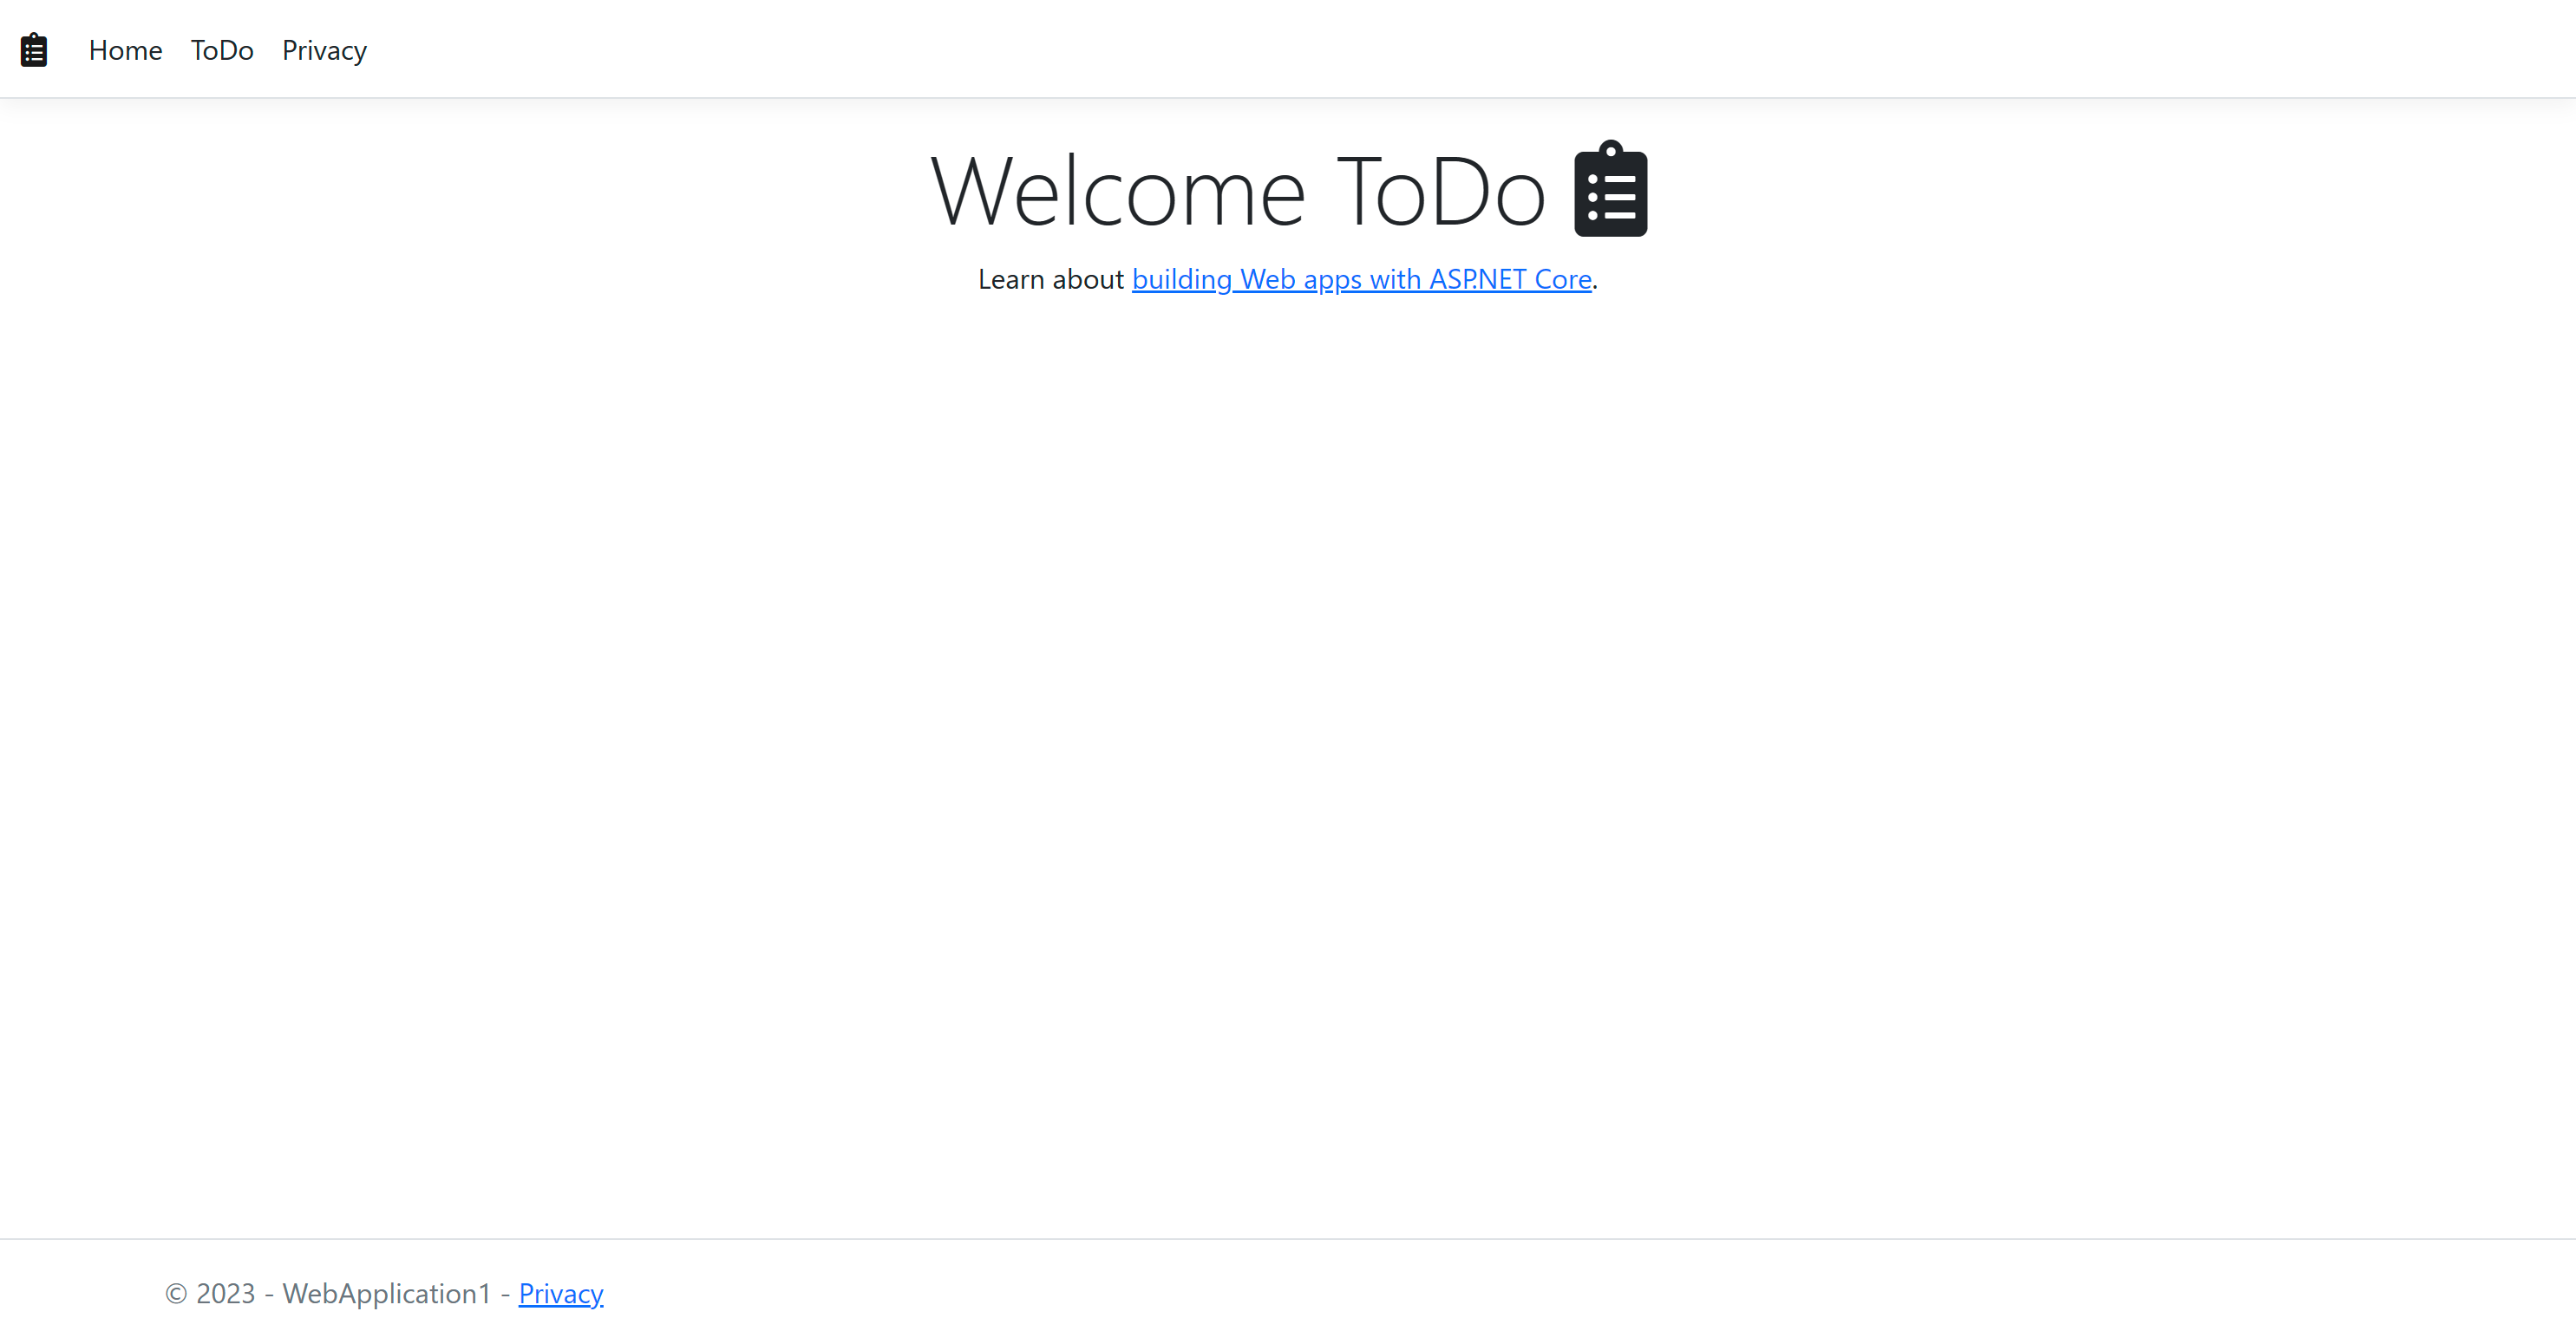 Home ToDo Privacy
Welcome ToDo
Learn about building Web apps with ASP.NET Core.
© 2023 - WebApplication1 - Privacy